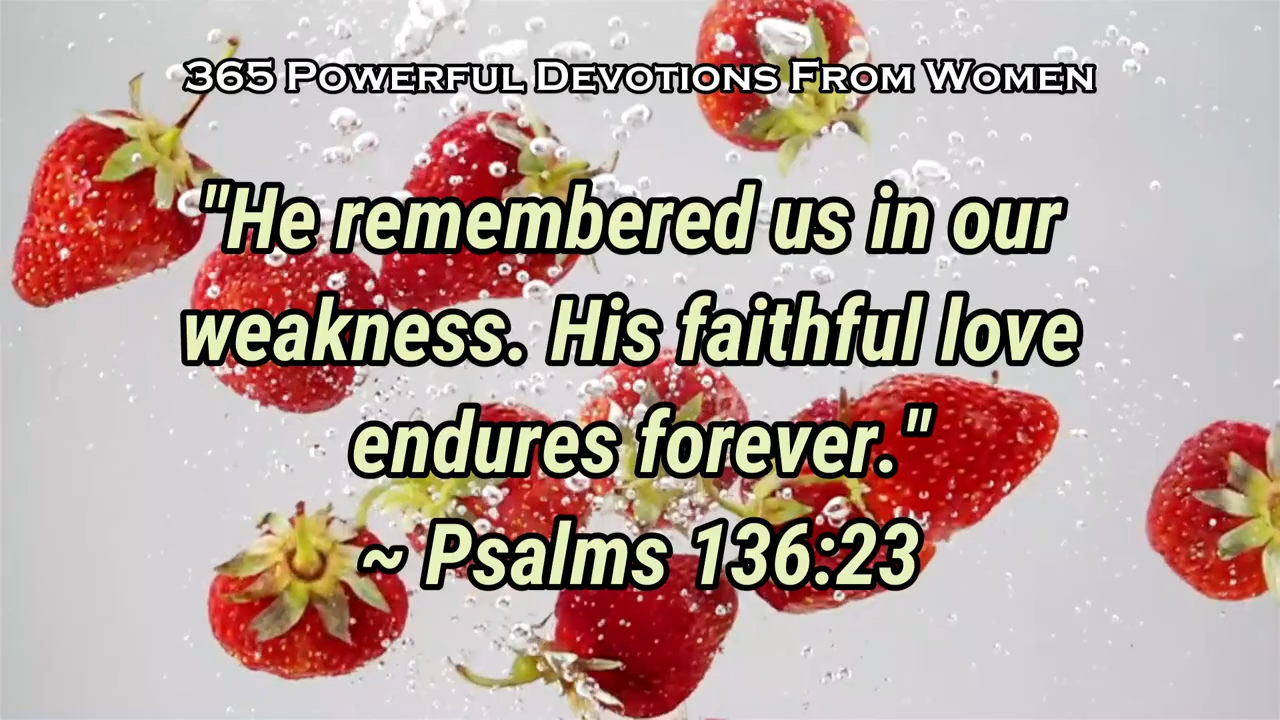 365 Powerful Devotions From Women
"He remembered us in our
weakness. His faithful love
endures forever."
~ Psalms 136:23